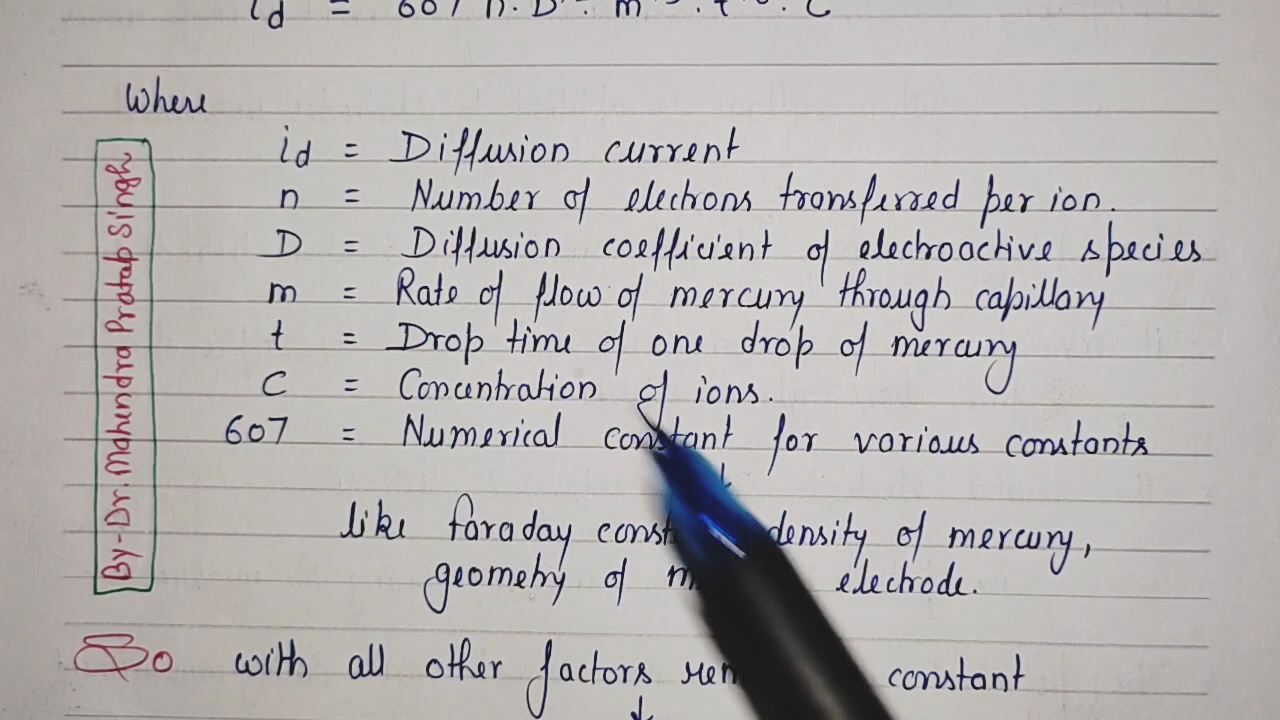 Where
id = Diffusion current
n = Number of electrons transferred per ion.
D = Diffusion coefficient of electroactive species
m = Rate of flow of mercury through capillary
t = Drop time of one drop of mercury
C = Concentration of ions.
607 = Numerical constant for various constants
↓
like faraday density of mercury,
geometry of electrode.
So with all other factors constant
↓
By-Dr. Mahendra Pratap Singh